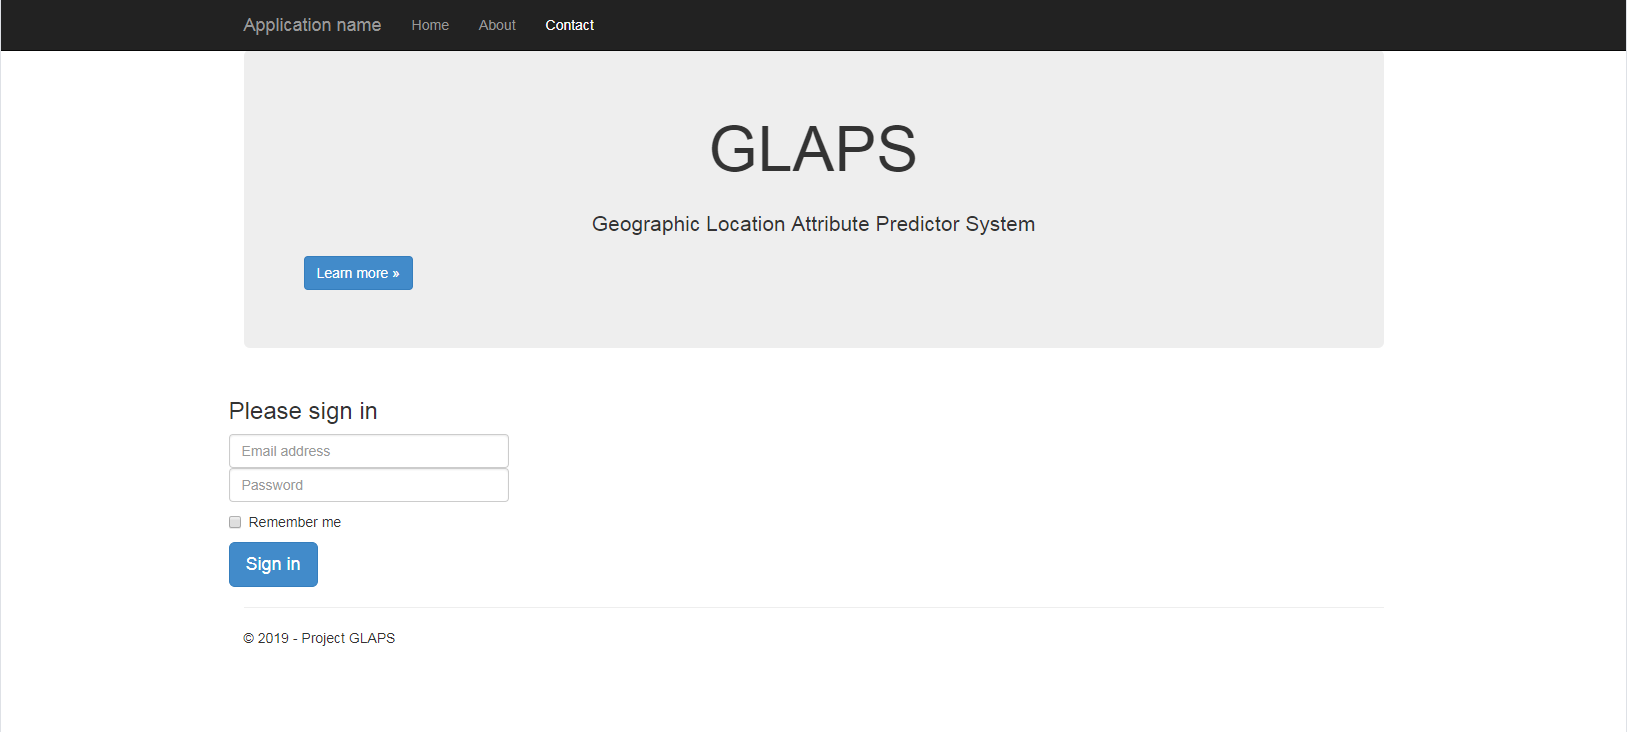 Application name Home About Contact
GLAPS
Geographic Location Attribute Predictor System
Learn more »
Please sign in
Email address
Password
Remember me
Sign in
© 2019 - Project GLAPS